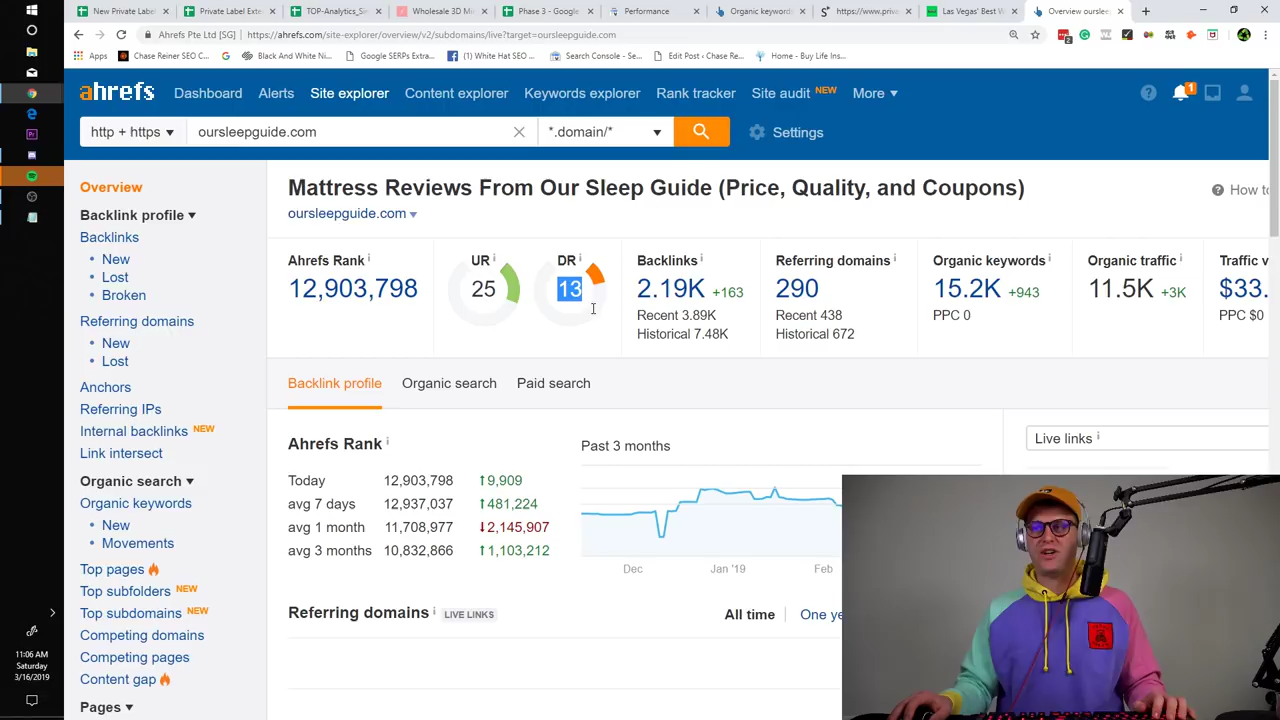 New Private Label
Private Label Exte
TOP-Analytics_Si
Wholesale 3D Mi
Phase 3 - Google
Performance
Organic keyword
https://www.priva
Las Vegas' Best W
Overview oursle
Ahrefs Pte Ltd [SG] | https://ahrefs.com/site-explorer/overview/v2/subdomains/live?target=oursleepguide.com
Apps
Chase Reiner SEO C...
Black And White Ni...
Google SERPs Extra...
(1) White Hat SEO ...
Search Console - Se...
Edit Post ‹ Chase Re...
Home - Buy Life Ins...
ahrefs
Dashboard
Alerts
Site explorer
Content explorer
Keywords explorer
Rank tracker
Site audit NEW
More
1
http + https
oursleepguide.com
*.domain/*
Settings
Overview
Backlink profile
Backlinks
• New
• Lost
• Broken
Referring domains
• New
• Lost
Anchors
Referring IPs
Internal backlinks NEW
Link intersect
Organic search
Organic keywords
• New
• Movements
Top pages
Top subfolders NEW
Top subdomains NEW
Competing domains
Competing pages
Content gap
Pages
Mattress Reviews From Our Sleep Guide (Price, Quality, and Coupons)
How to
oursleepguide.com
Ahrefs Rank
12,903,798
UR
25
DR
13
Backlinks
2.19K +163
Recent 3.89K
Historical 7.48K
Referring domains
290
Recent 438
Historical 672
Organic keywords
15.2K +943
PPC 0
Organic traffic
11.5K +3K
Traffic v
$33.
PPC $0
Backlink profile
Organic search
Paid search
Ahrefs Rank
Today 12,903,798 ↑9,909
avg 7 days 12,937,037 ↑481,224
avg 1 month 11,708,977 ↓2,145,907
avg 3 months 10,832,866 ↑1,103,212
Past 3 months
Dec
Jan '19
Feb
Live links
Referring domains LIVE LINKS
All time
One ye
11:06 AM
Saturday
3/16/2019